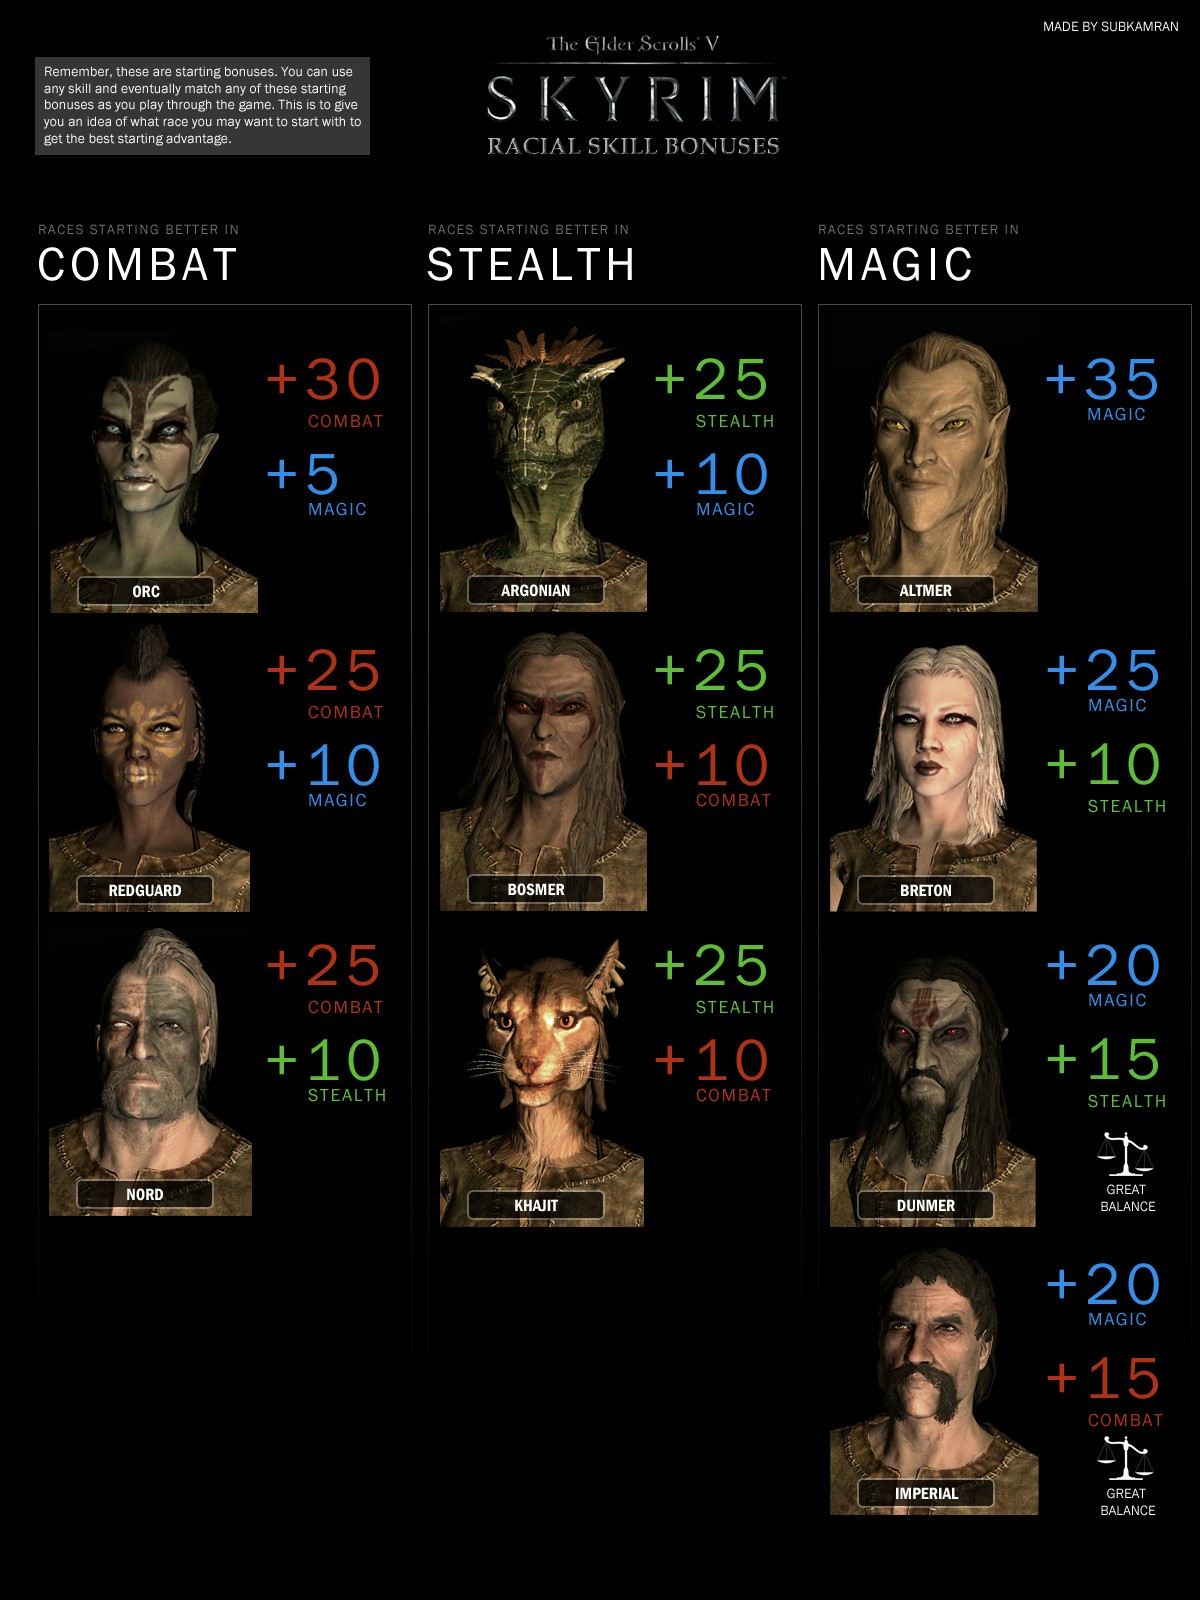 MADE BY SUBKAMRAN
Remember, these are starting bonuses. You can use
any skill and eventually match any of these starting
bonuses as you play through the game. This is to give
you an idea of what race you may want to start with to
get the best starting advantage.
The Elder Scrolls V
SKYRIM
RACIAL SKILL BONUSES
RACES STARTING BETTER IN
COMBAT
+30
COMBAT
+5
MAGIC
ORC
+25
COMBAT
+10
MAGIC
REDGUARD
+25
COMBAT
+10
STEALTH
NORD
RACES STARTING BETTER IN
STEALTH
+25
STEALTH
+10
MAGIC
ARGONIAN
+25
STEALTH
+10
COMBAT
BOSMER
+25
STEALTH
+10
COMBAT
KHAJIT
RACES STARTING BETTER IN
MAGIC
+35
MAGIC
ALTMER
+25
MAGIC
+10
STEALTH
BRETON
+20
MAGIC
+15
STEALTH
GREAT
BALANCE
DUNMER
+20
MAGIC
+15
COMBAT
GREAT
BALANCE
IMPERIAL